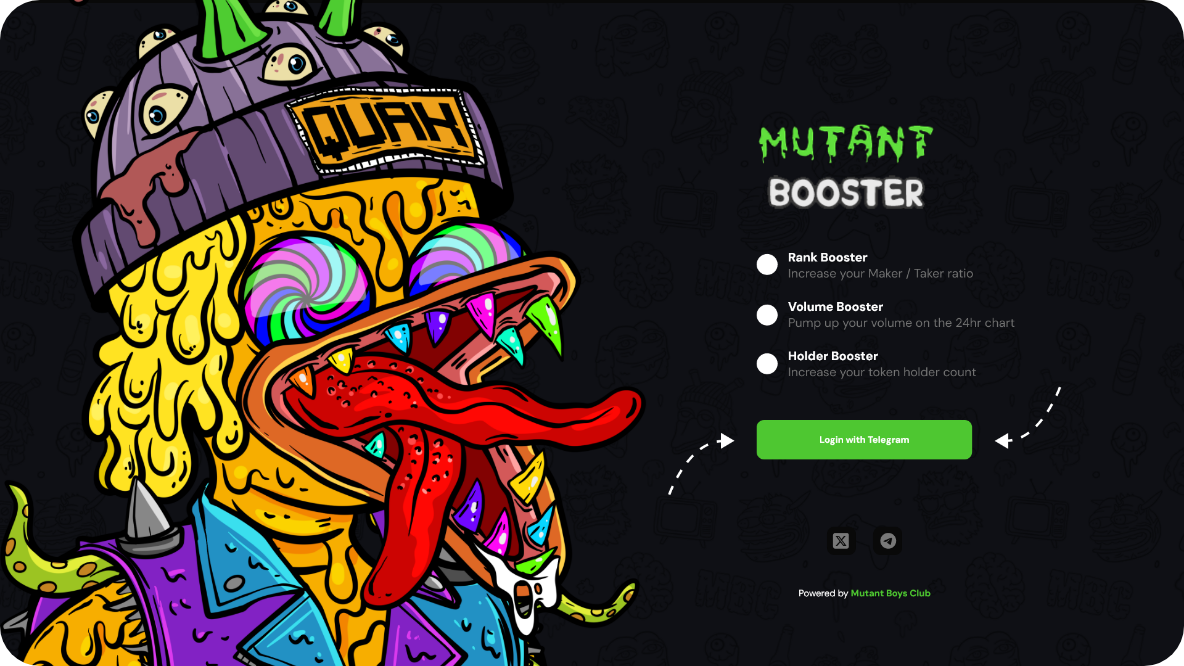 QUAK
MUTANT
BOOSTER
Rank Booster
Increase your Maker / Taker ratio
Volume Booster
Pump up your volume on the 24hr chart
Holder Booster
Increase your token holder count
Login with Telegram
Powered by Mutant Boys Club